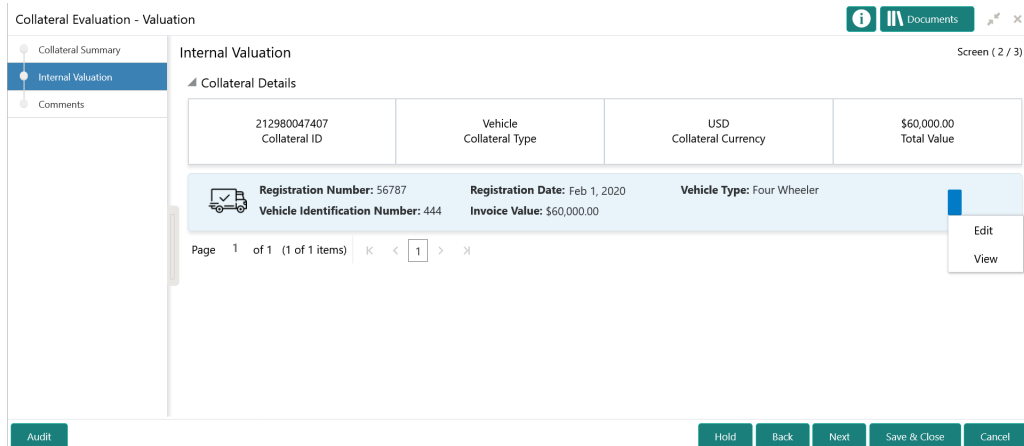 Collateral Evaluation - Valuation
Documents
Collateral Summary
Internal Valuation
Comments
Internal Valuation
Screen ( 2 / 3)
Collateral Details
212980047407
Collateral ID
Vehicle
Collateral Type
USD
Collateral Currency
$60,000.00
Total Value
Registration Number: 56787
Registration Date: Feb 1, 2020
Vehicle Type: Four Wheeler
Vehicle Identification Number: 444
Invoice Value: $60,000.00
Edit
View
Page 1 of 1 (1 of 1 items) 1
Audit
Hold
Back
Next
Save & Close
Cancel